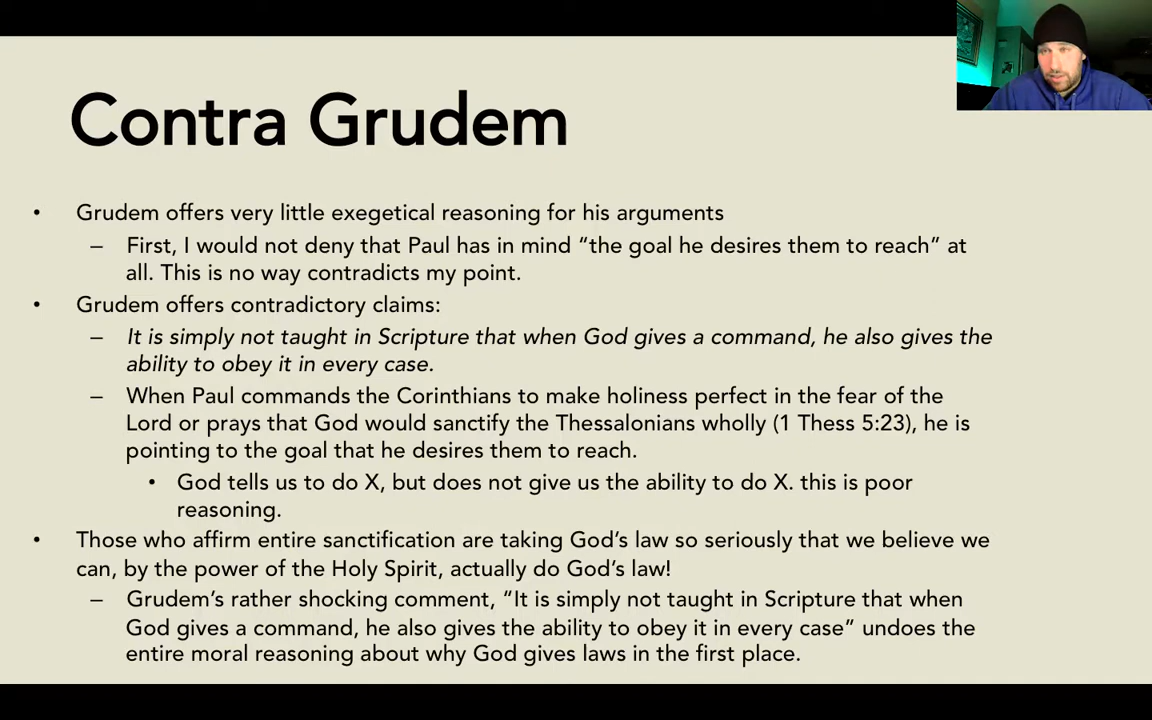 Contra Grudem
• Grudem offers very little exegetical reasoning for his arguments
– First, I would not deny that Paul has in mind “the goal he desires them to reach” at
all. This is no way contradicts my point.
• Grudem offers contradictory claims:
– It is simply not taught in Scripture that when God gives a command, he also gives the
ability to obey it in every case.
– When Paul commands the Corinthians to make holiness perfect in the fear of the
Lord or prays that God would sanctify the Thessalonians wholly (1 Thess 5:23), he is
pointing to the goal that he desires them to reach.
• God tells us to do X, but does not give us the ability to do X. this is poor
reasoning.
• Those who affirm entire sanctification are taking God’s law so seriously that we believe we
can, by the power of the Holy Spirit, actually do God’s law!
– Grudem’s rather shocking comment, “It is simply not taught in Scripture that when
God gives a command, he also gives the ability to obey it in every case” undoes the
entire moral reasoning about why God gives laws in the first place.